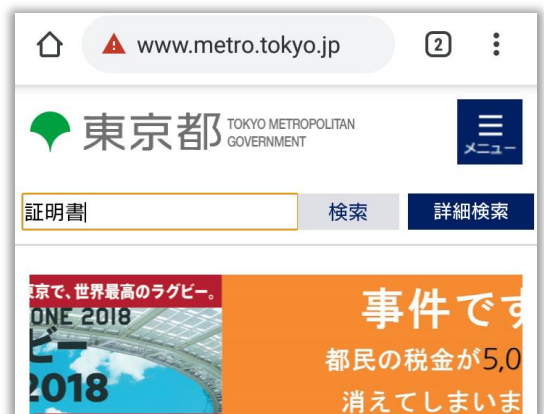 www.metro.tokyo.jp
2
東京都
TOKYO METROPOLITAN
GOVERNMENT
メニュー
証明書
検索
詳細検索
京で、世界最高のラグビー。
ONE 2018
ビー
2018
事件です
都民の税金が5,0
消えてしまいま